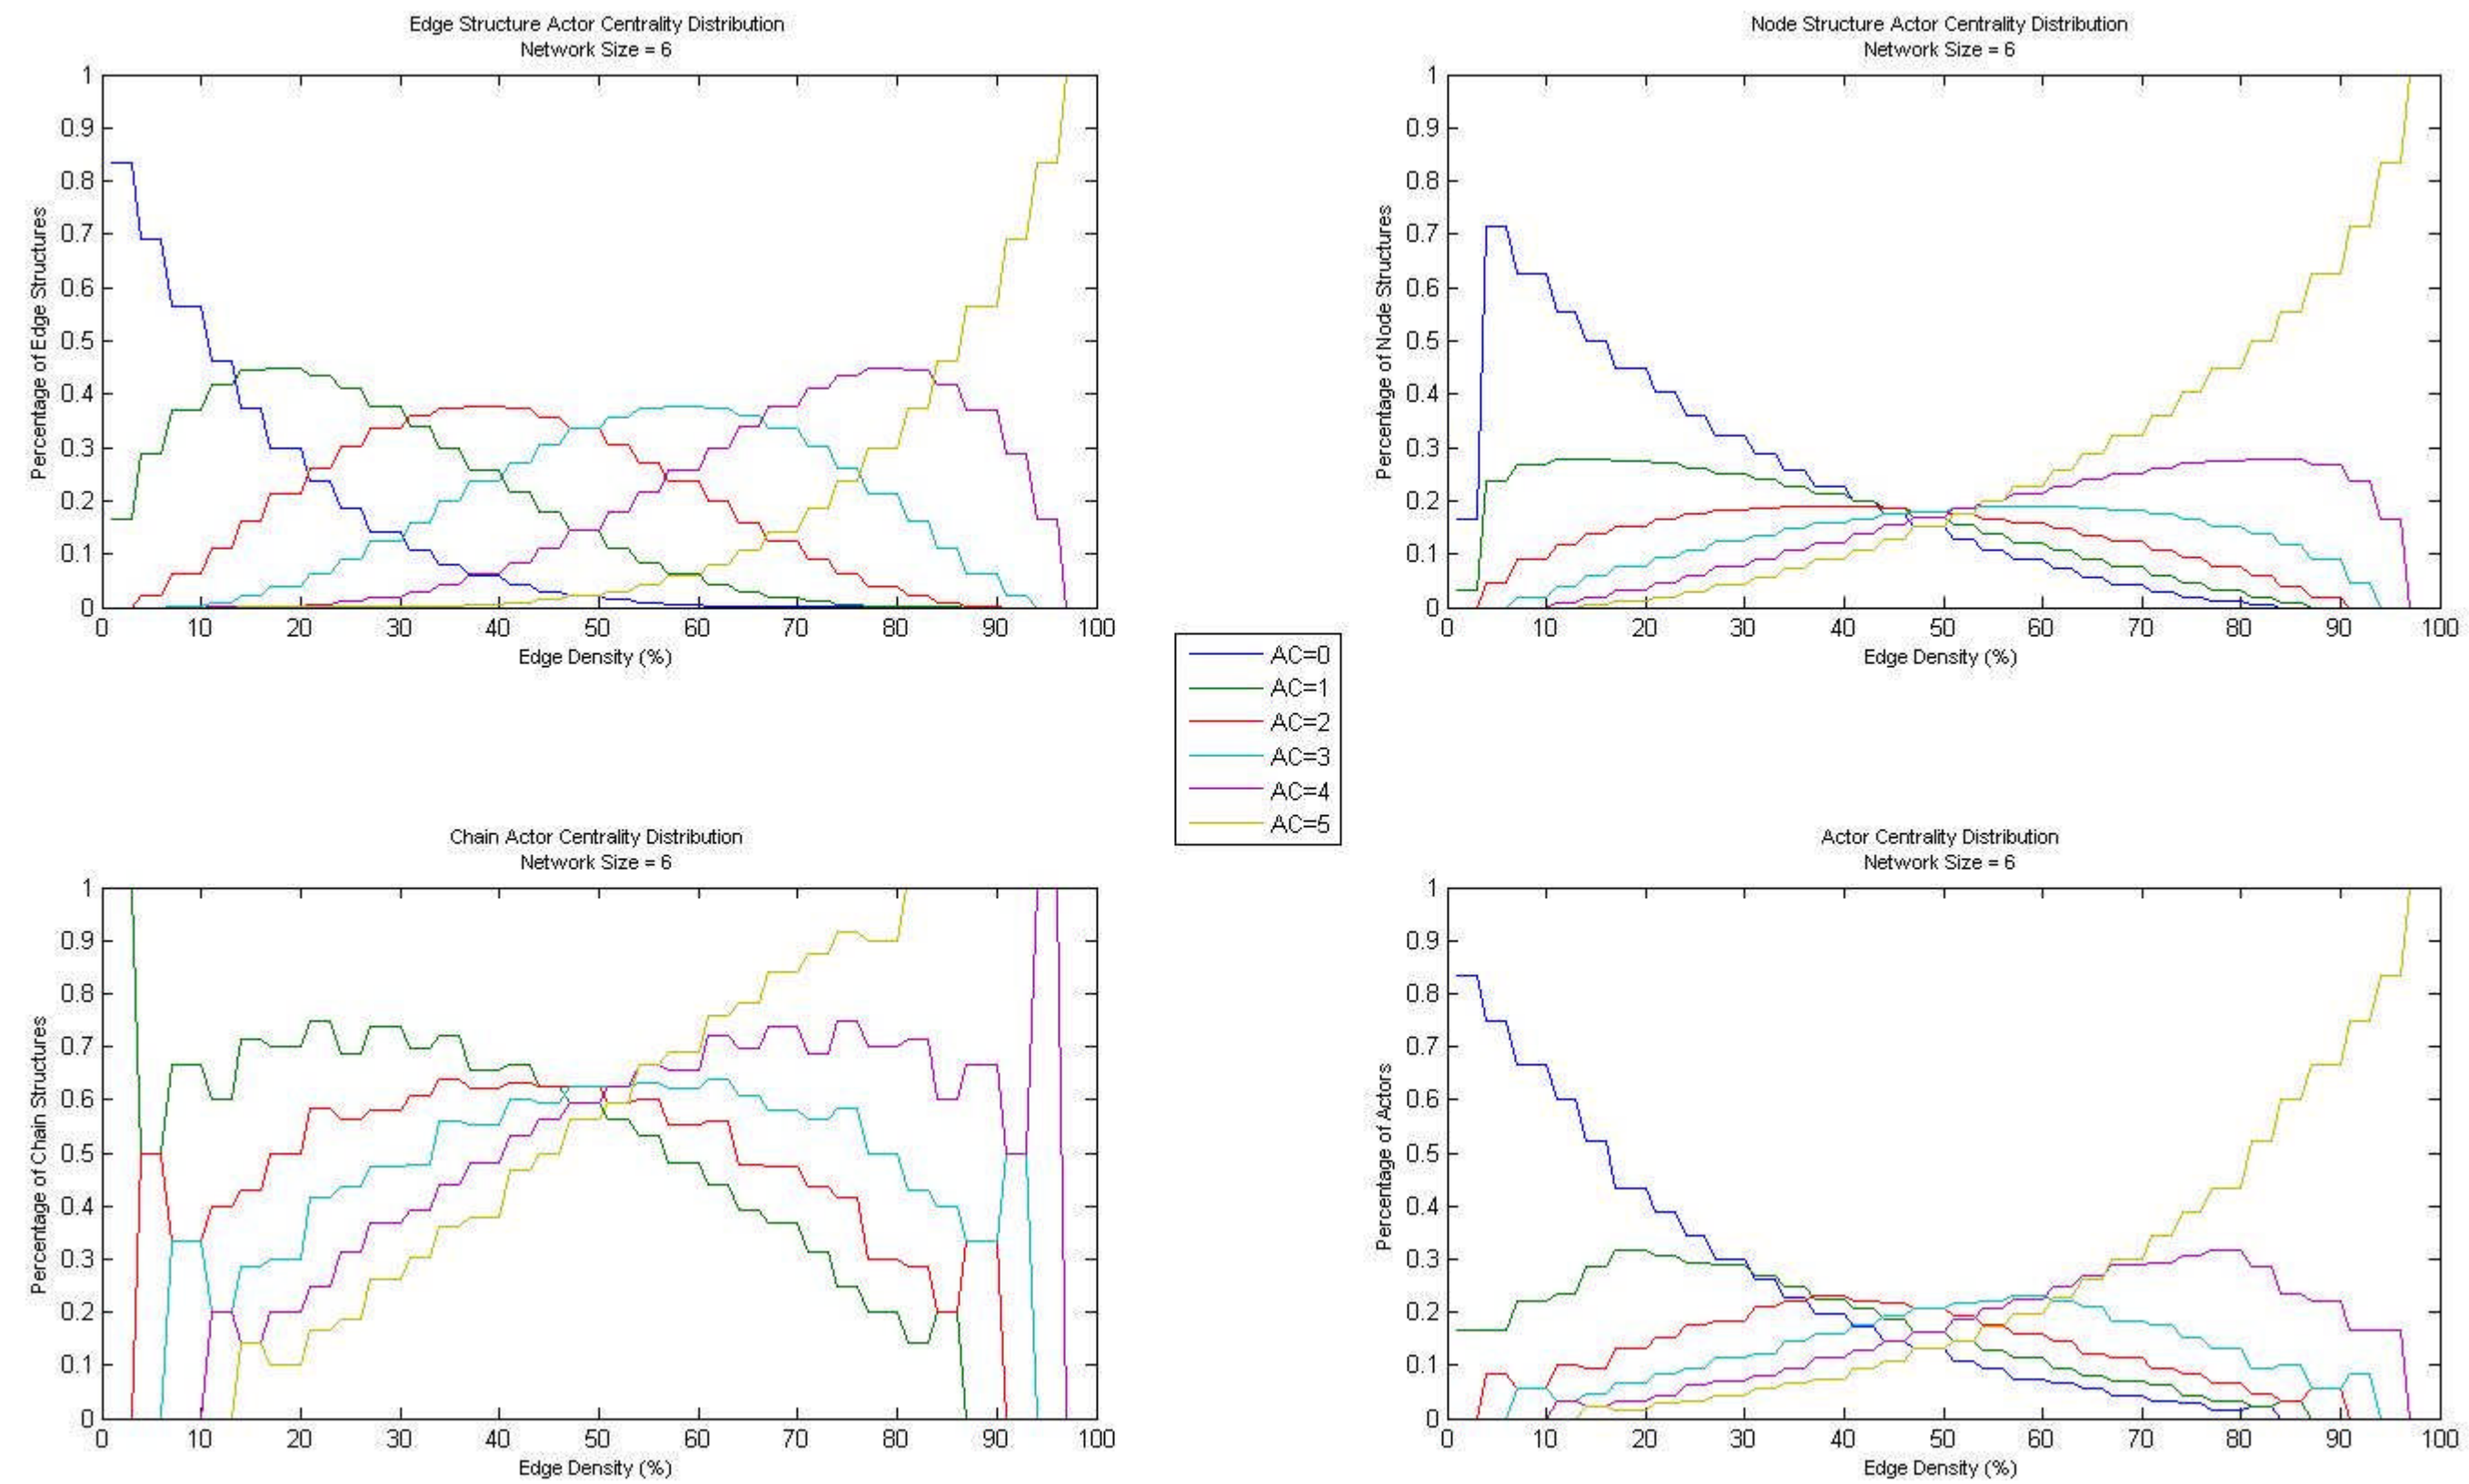 Edge Structure Actor Centrality Distribution
Network Size = 6
Percentage of Edge Structures
1
0.9
0.8
0.7
0.6
0.5
0.4
0.3
0.2
0.1
0
0 10 20 30 40 50 60 70 80 90 100
Edge Density (%)
Node Structure Actor Centrality Distribution
Network Size = 6
Percentage of Node Structures
1
0.9
0.8
0.7
0.6
0.5
0.4
0.3
0.2
0.1
0
0 10 20 30 40 50 60 70 80 90 100
Edge Density (%)
AC=0
AC=1
AC=2
AC=3
AC=4
AC=5
Chain Actor Centrality Distribution
Network Size = 6
Percentage of Chain Structures
1
0.9
0.8
0.7
0.6
0.5
0.4
0.3
0.2
0.1
0
0 10 20 30 40 50 60 70 80 90 100
Edge Density (%)
Actor Centrality Distribution
Network Size = 6
Percentage of Actors
1
0.9
0.8
0.7
0.6
0.5
0.4
0.3
0.2
0.1
0
0 10 20 30 40 50 60 70 80 90 100
Edge Density (%)